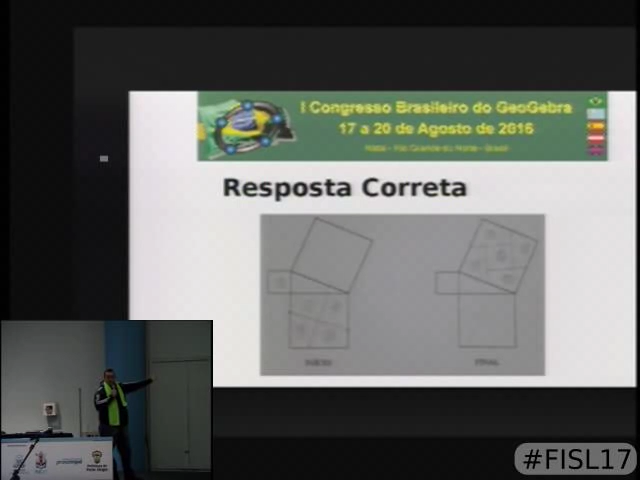 I Congresso Brasileiro do GeoGebra
17 a 20 de Agosto de 2016
Natal - Rio Grande do Norte - Brasil
Resposta Correta
INÍCIO
FINAL
#FISL17